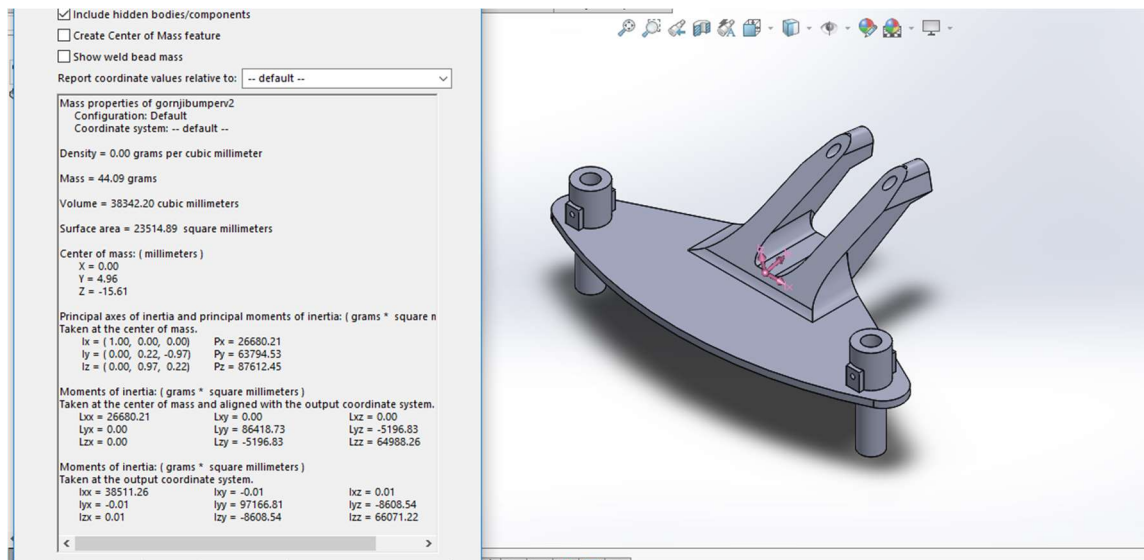 Include hidden bodies/components
Create Center of Mass feature
Show weld bead mass
Report coordinate values relative to: -- default --
Mass properties of gornjibumperv2
Configuration: Default
Coordinate system: -- default --
Density = 0.00 grams per cubic millimeter
Mass = 44.09 grams
Volume = 38342.20 cubic millimeters
Surface area = 23514.89 square millimeters
Center of mass: ( millimeters )
X = 0.00
Y = 4.96
Z = -15.61
Principal axes of inertia and principal moments of inertia: ( grams * square m
Taken at the center of mass.
Ix = ( 1.00, 0.00, 0.00) Px = 26680.21
Iy = ( 0.00, 0.22, -0.97) Py = 63794.53
Iz = ( 0.00, 0.97, 0.22) Pz = 87612.45
Moments of inertia: ( grams * square millimeters )
Taken at the center of mass and aligned with the output coordinate system.
Lxx = 26680.21 Lxy = 0.00 Lxz = 0.00
Lyx = 0.00 Lyy = 86418.73 Lyz = -5196.83
Lzx = 0.00 Lzy = -5196.83 Lzz = 64988.26
Moments of inertia: ( grams * square millimeters )
Taken at the output coordinate system.
Ixx = 38511.26 Ixy = -0.01 Ixz = 0.01
Iyx = -0.01 Iyy = 97166.81 Iyz = -8608.54
Izx = 0.01 Izy = -8608.54 Izz = 66071.22